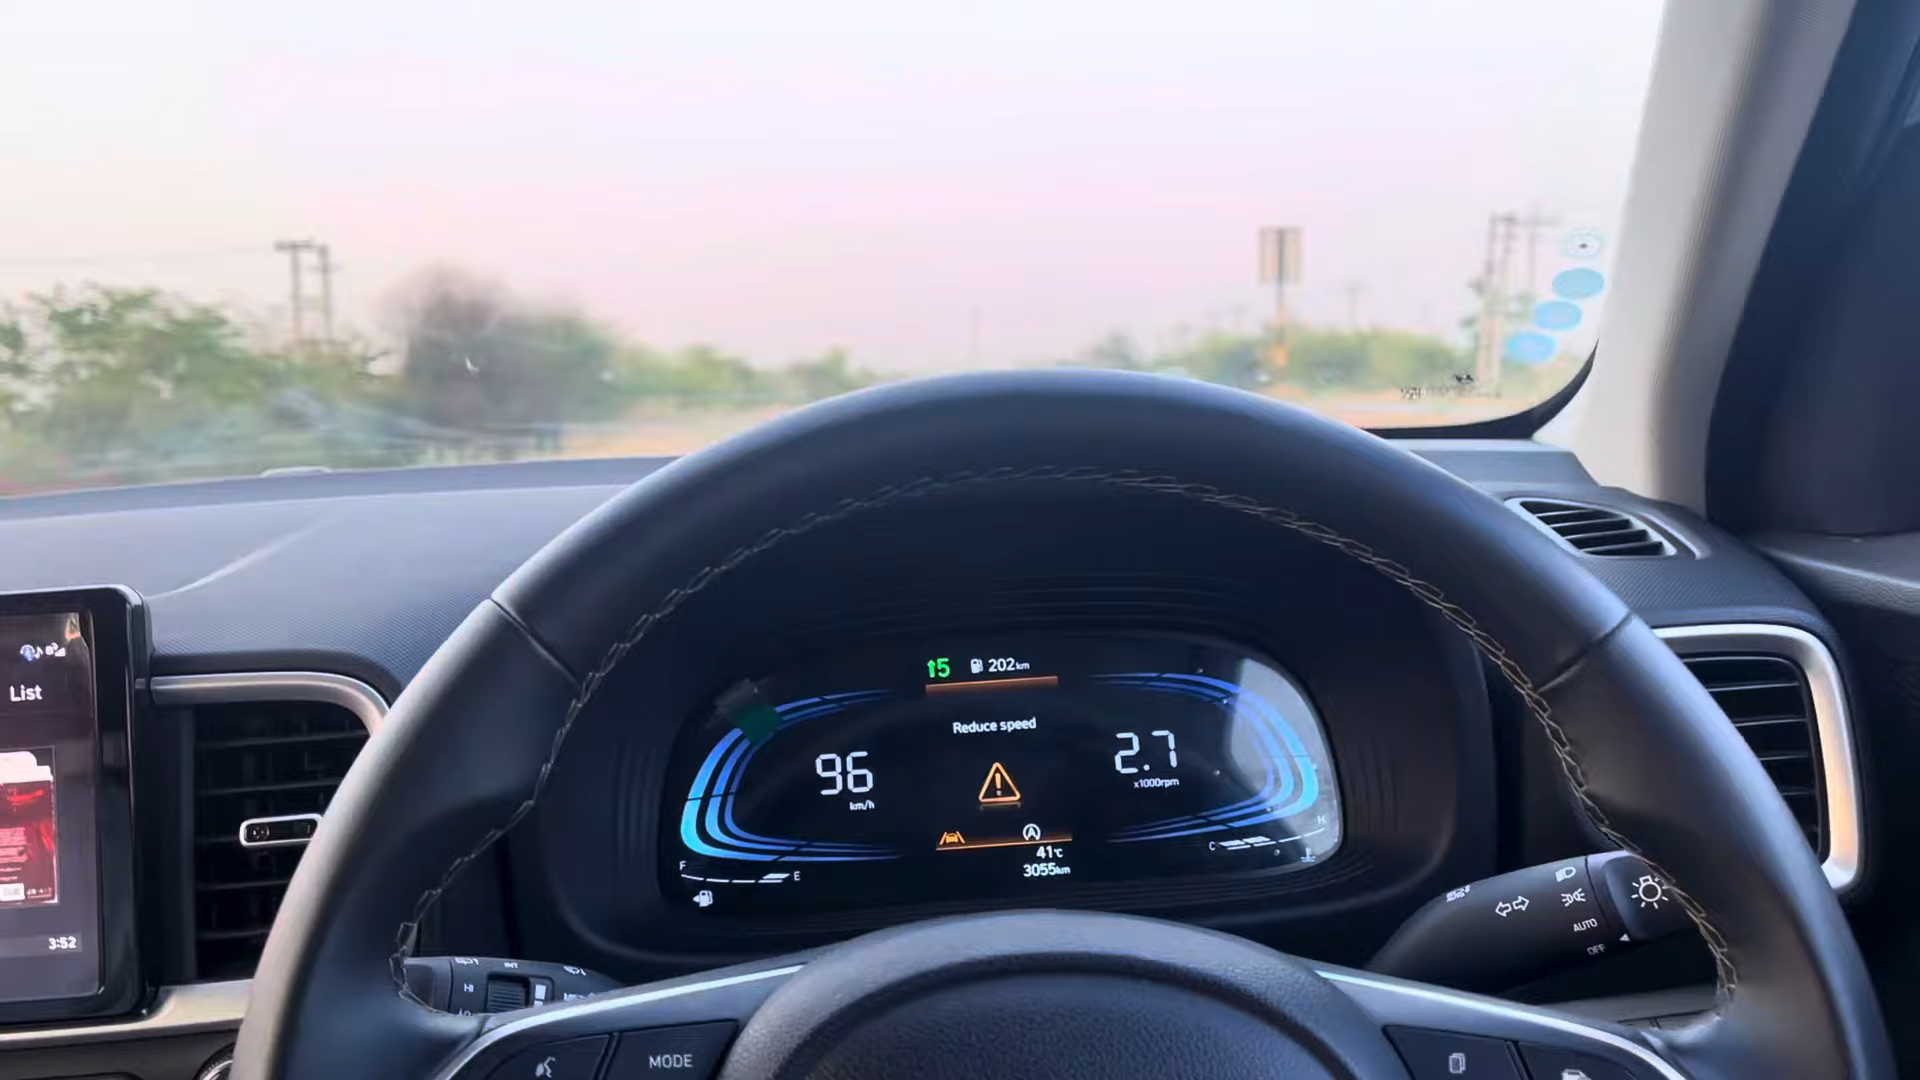 List
3:52
↑5 202km
Reduce speed
96
km/h
2.7
x1000rpm
41°c
3055km
F
E
C
H
AUTO
OFF
INT
HI
MODE